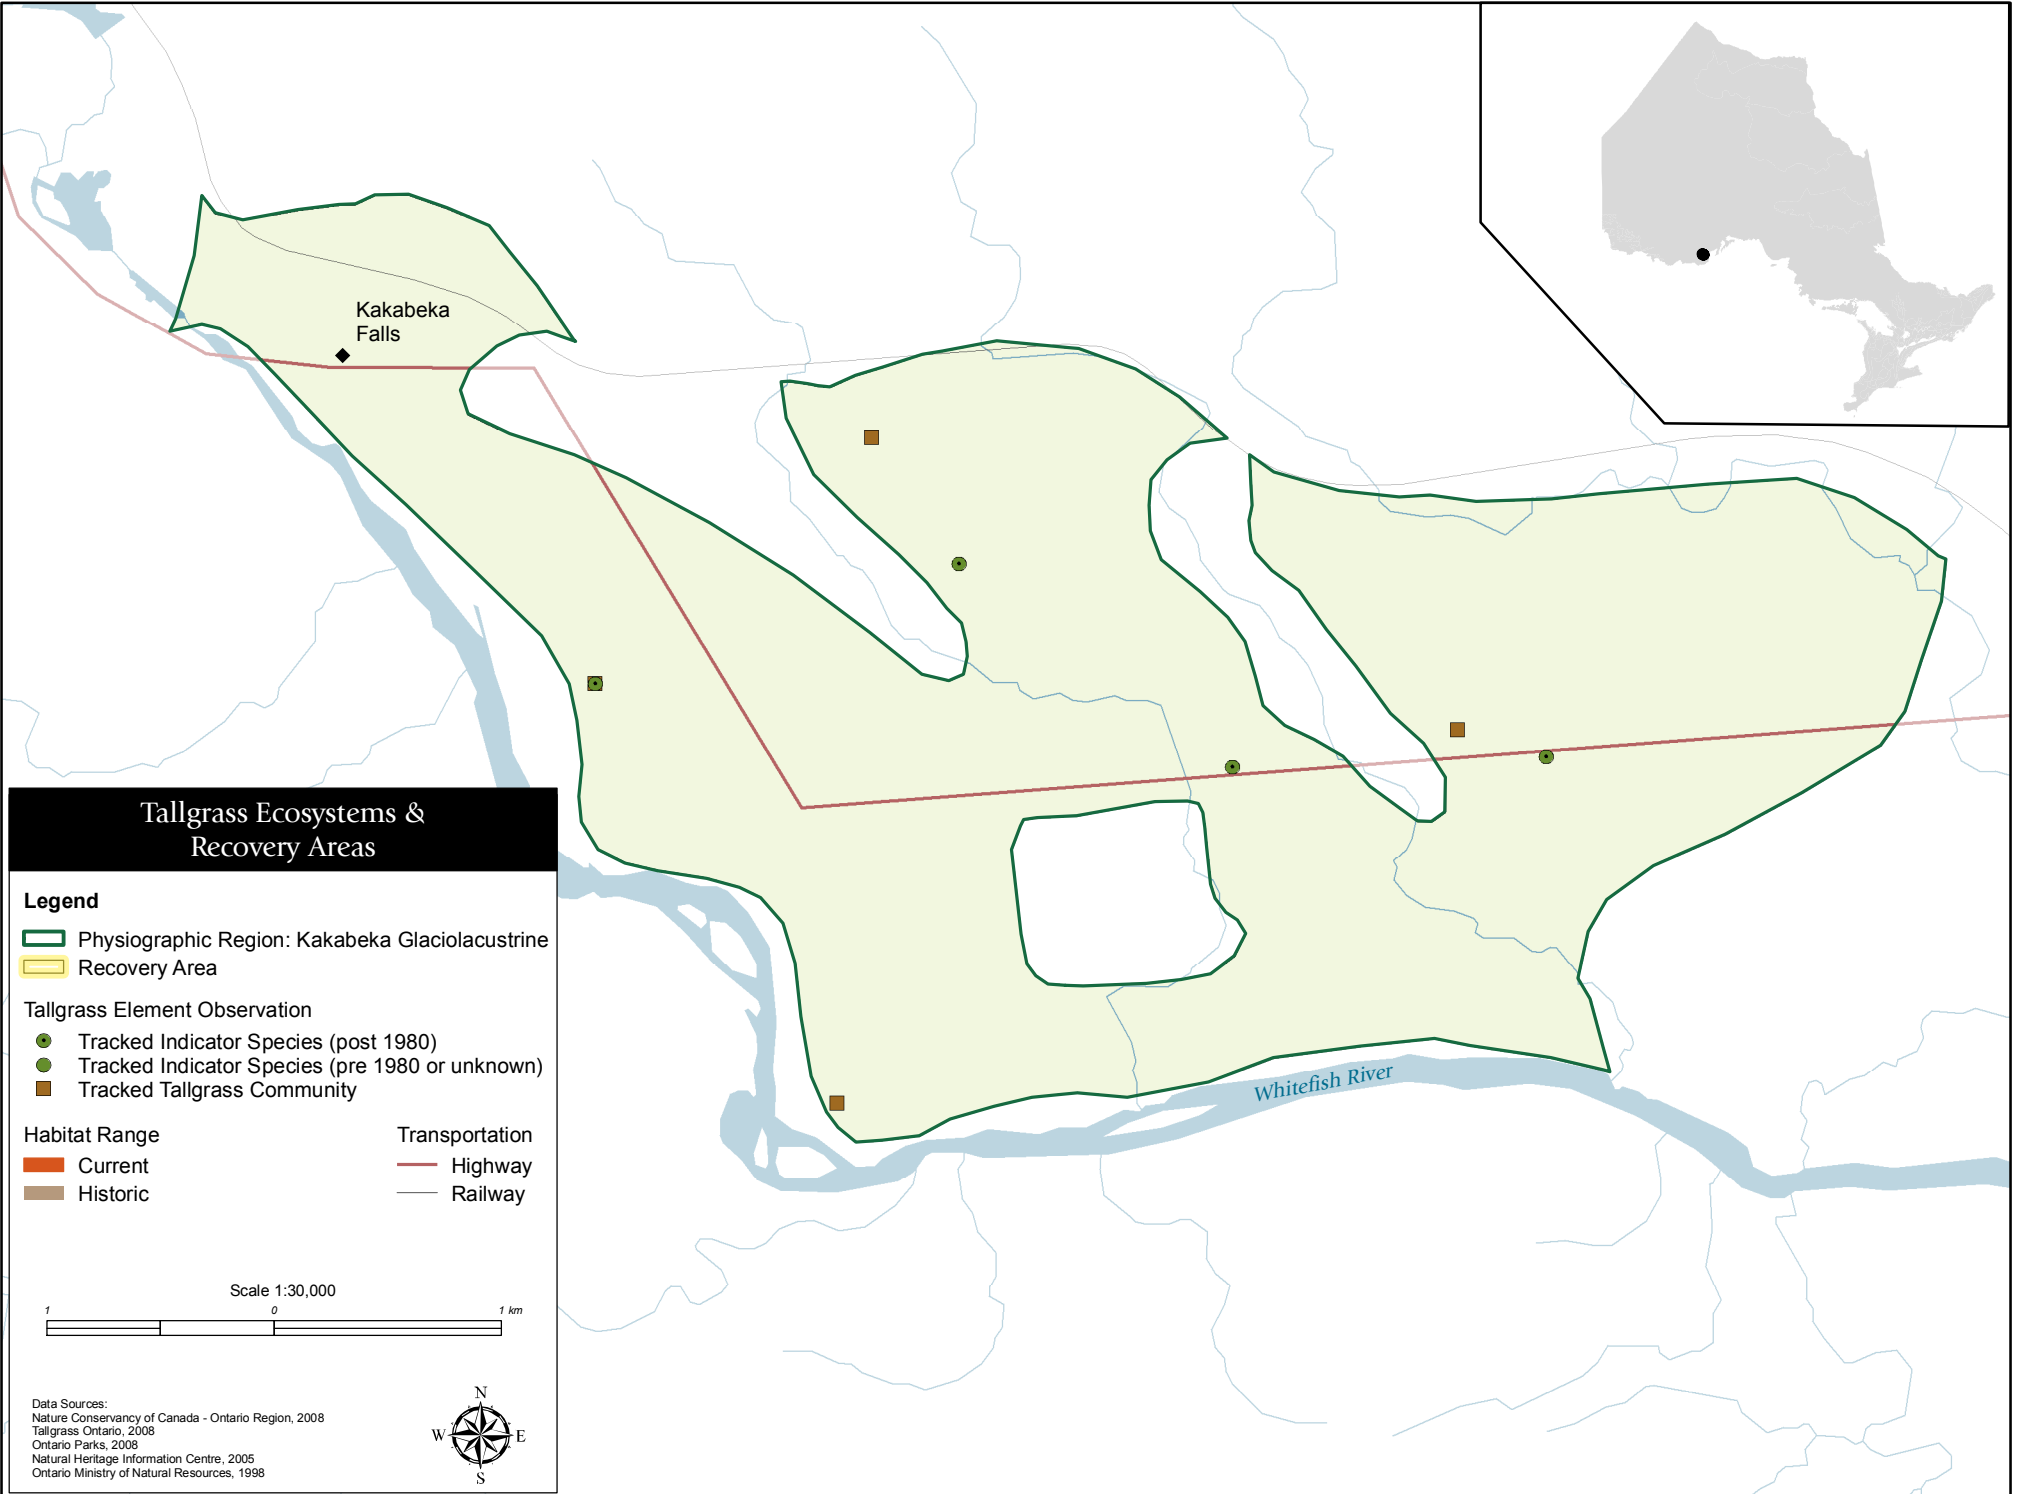 Kakabeka
Falls
Whitefish River
Tallgrass Ecosystems &
Recovery Areas
Legend
Physiographic Region: Kakabeka Glaciolacustrine
Recovery Area
Tallgrass Element Observation
Tracked Indicator Species (post 1980)
Tracked Indicator Species (pre 1980 or unknown)
Tracked Tallgrass Community
Habitat Range
Current
Historic
Transportation
Highway
Railway
Scale 1:30,000
1 0 1 km
Data Sources:
Nature Conservancy of Canada - Ontario Region, 2008
Tallgrass Ontario, 2008
Ontario Parks, 2008
Natural Heritage Information Centre, 2005
Ontario Ministry of Natural Resources, 1998
N
W E
S